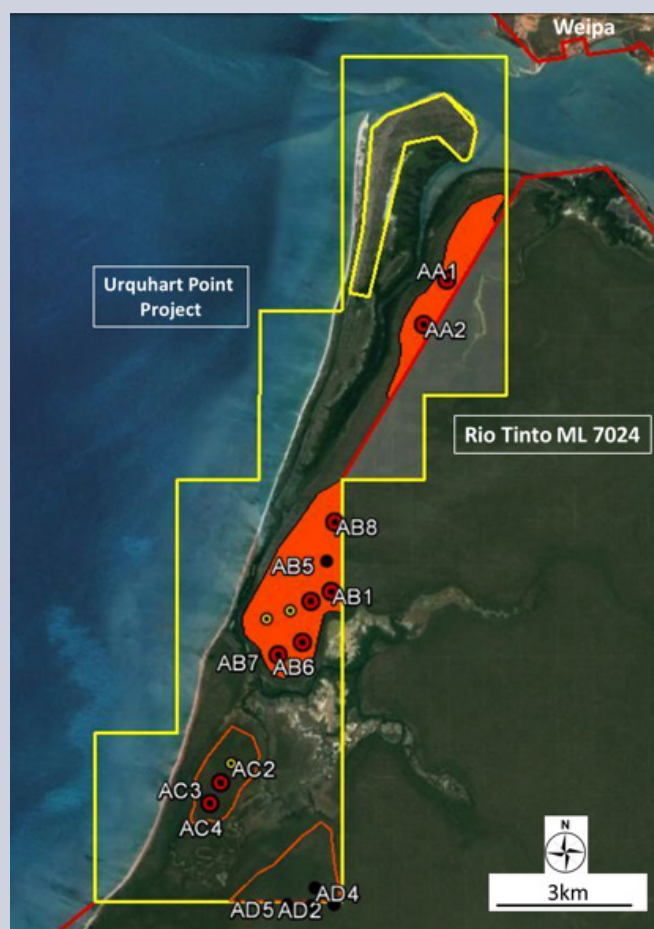 Weipa
AA1
Urquhart Point
Project
AA2
Rio Tinto ML 7024
AB8
AB5
AB1
AB7
AB6
AC2
AC3
AC4
N
AD4
AD5
AD2
3km